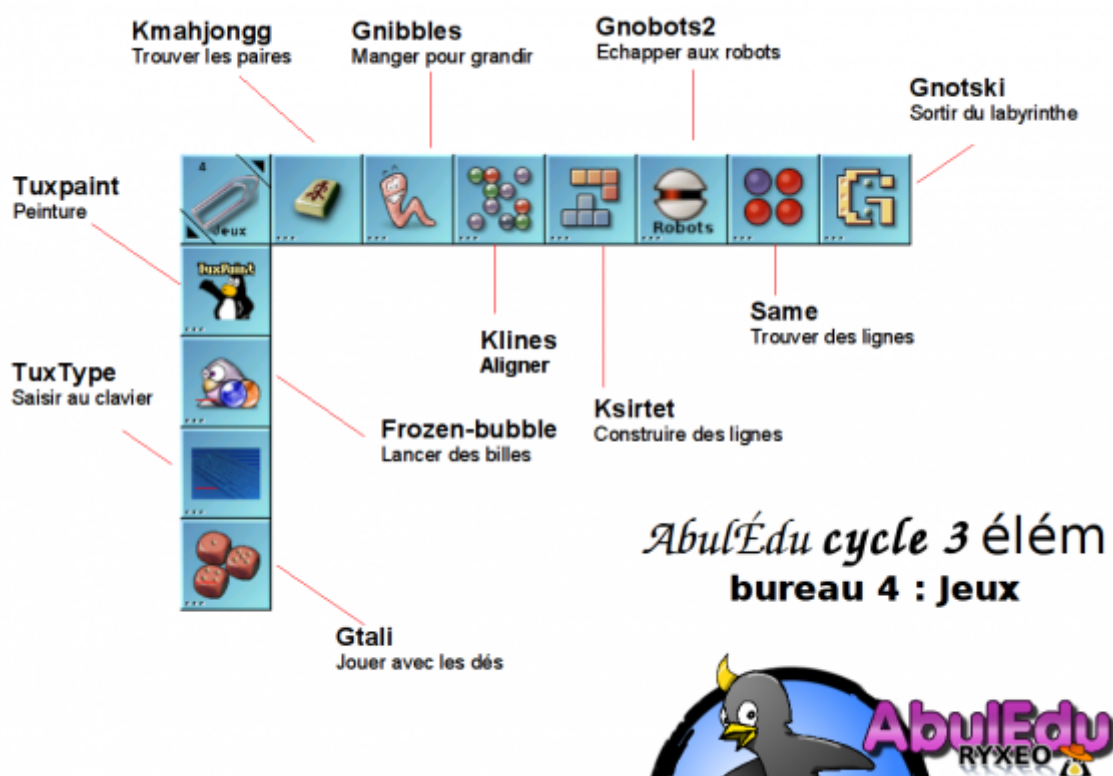 Kmahjongg
Trouver les paires
Gnibbles
Manger pour grandir
Gnobots2
Echapper aux robots
Gnotski
Sortir du labyrinthe
Tuxpaint
Peinture
4
Jeux
Robots
TuxPaint
Same
Trouver des lignes
Klines
Aligner
TuxType
Saisir au clavier
Ksirtet
Construire des lignes
Frozen-bubble
Lancer des billes
AbulÉdu cycle 3 élém
bureau 4 : Jeux
Gtali
Jouer avec les dés
AbulEdu
RYXEO